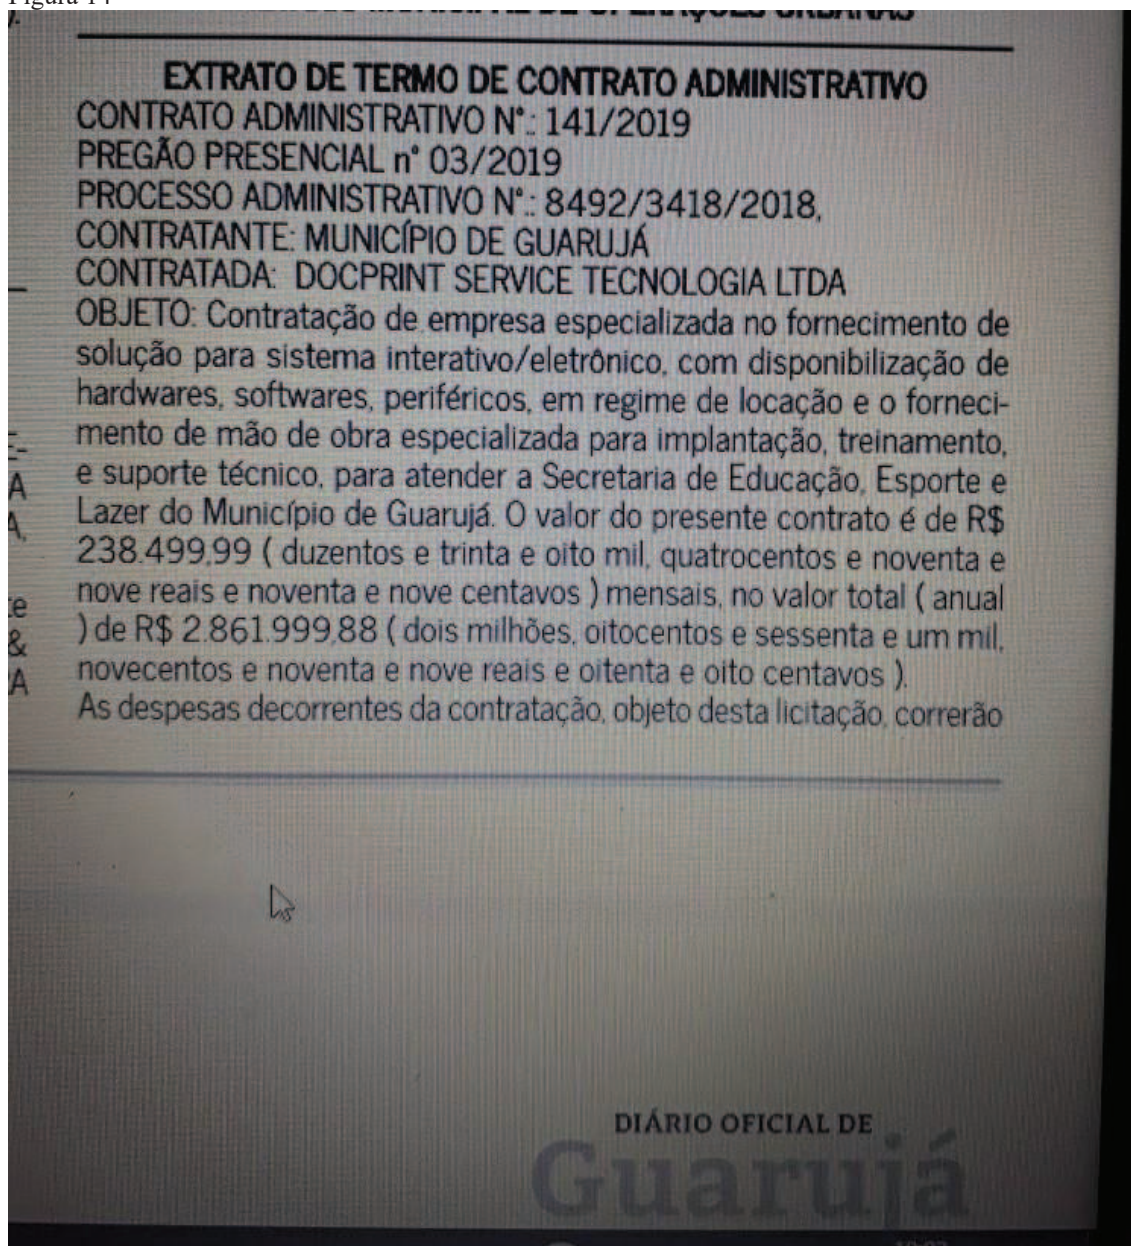 Figura 14
EXTRATO DE TERMO DE CONTRATO ADMINISTRATIVO
CONTRATO ADMINISTRATIVO N°.: 141/2019
PREGÃO PRESENCIAL n° 03/2019
PROCESSO ADMINISTRATIVO N°.: 8492/3418/2018,
CONTRATANTE: MUNICÍPIO DE GUARUJÁ
CONTRATADA: DOCPRINT SERVICE TECNOLOGIA LTDA
OBJETO: Contratação de empresa especializada no fornecimento de
solução para sistema interativo/eletrônico, com disponibilização de
hardwares, softwares, periféricos, em regime de locação e o forneci-
mento de mão de obra especializada para implantação, treinamento,
e suporte técnico, para atender a Secretaria de Educação, Esporte e
Lazer do Município de Guarujá. O valor do presente contrato é de R$
238.499,99 ( duzentos e trinta e oito mil, quatrocentos e noventa e
nove reais e noventa e nove centavos ) mensais, no valor total ( anual
) de R$ 2.861.999,88 ( dois milhões, oitocentos e sessenta e um mil,
novecentos e noventa e nove reais e oitenta e oito centavos ).
As despesas decorrentes da contratação, objeto desta licitação, correrão
DIÁRIO OFICIAL DE
Guarujá